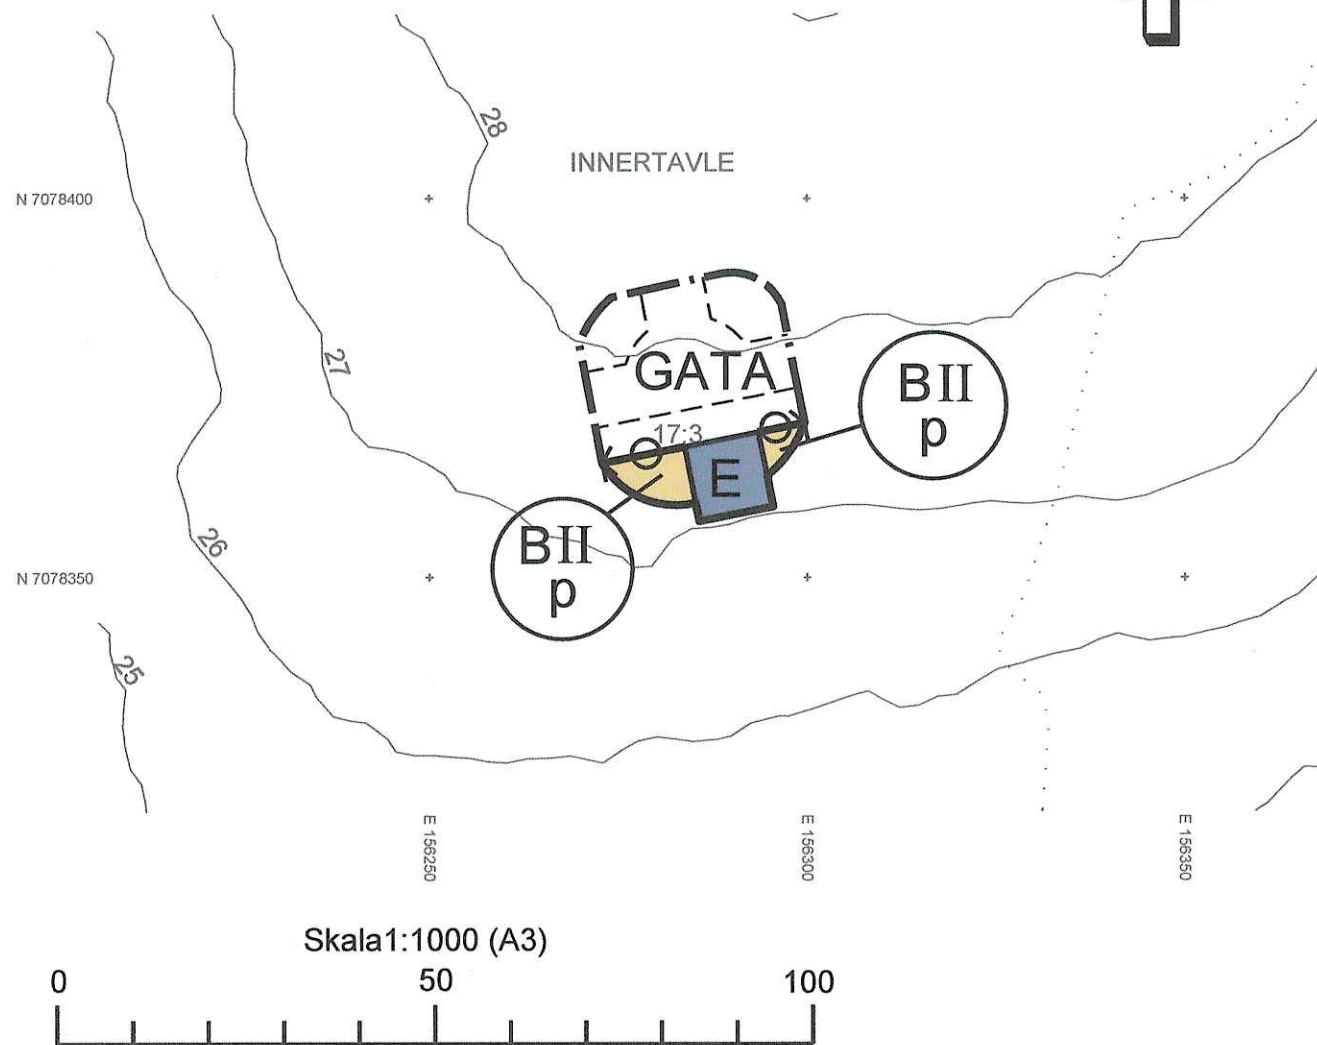 28
INNERTAVLE
N 7078400
27
GATA
BII
p
17:3
E
BII
p
26
N 7078350
25
E 156250
E 156300
E 156350
Skala1:1000 (A3)
0
50
100